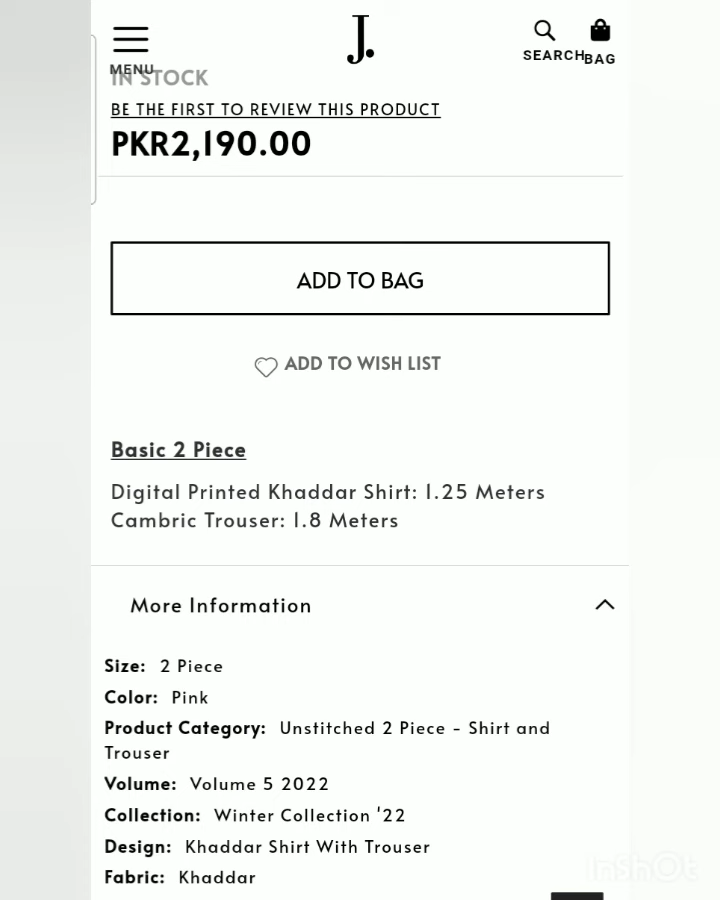 J.
SEARCH
BAG
MENU
IN STOCK
BE THE FIRST TO REVIEW THIS PRODUCT
PKR2,190.00
ADD TO BAG
ADD TO WISH LIST
Basic 2 Piece
Digital Printed Khaddar Shirt: 1.25 Meters
Cambric Trouser: 1.8 Meters
More Information
Size: 2 Piece
Color: Pink
Product Category: Unstitched 2 Piece - Shirt and
Trouser
Volume: Volume 5 2022
Collection: Winter Collection '22
Design: Khaddar Shirt With Trouser
Fabric: Khaddar
InshOt